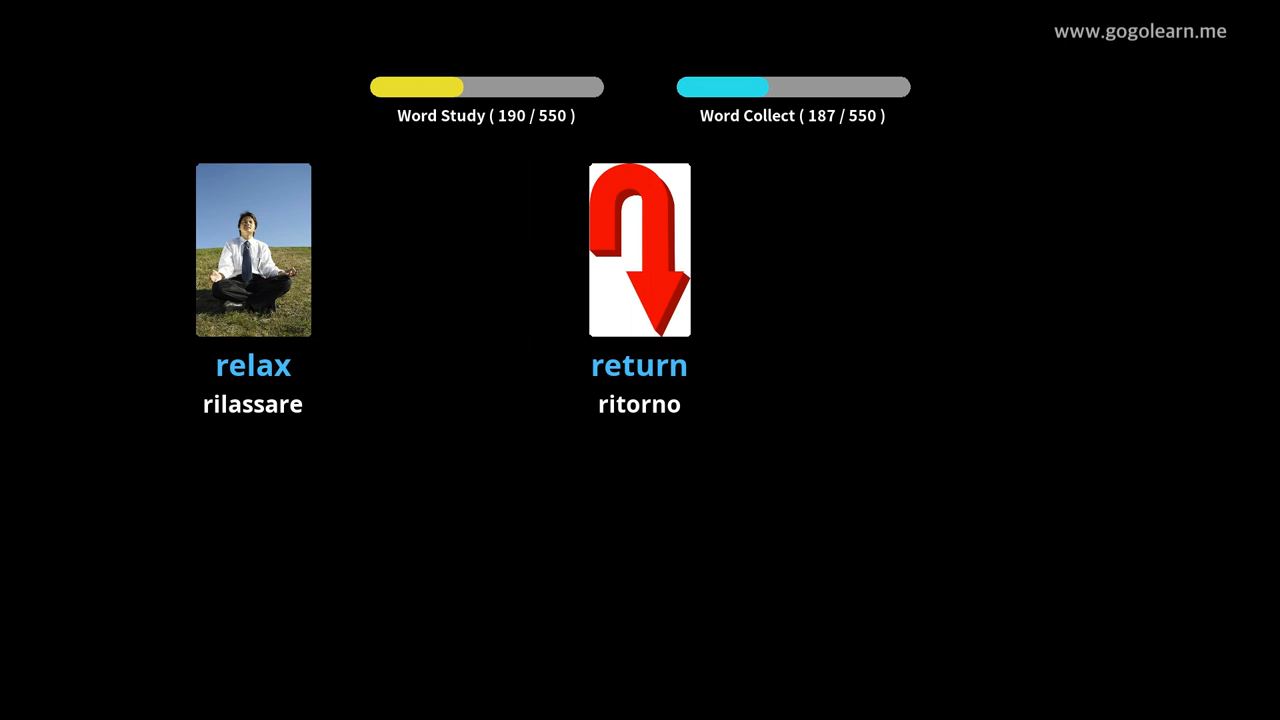 www.gogolearn.me
Word Study ( 190 / 550 )
Word Collect ( 187 / 550 )
relax
rilassare
return
ritorno